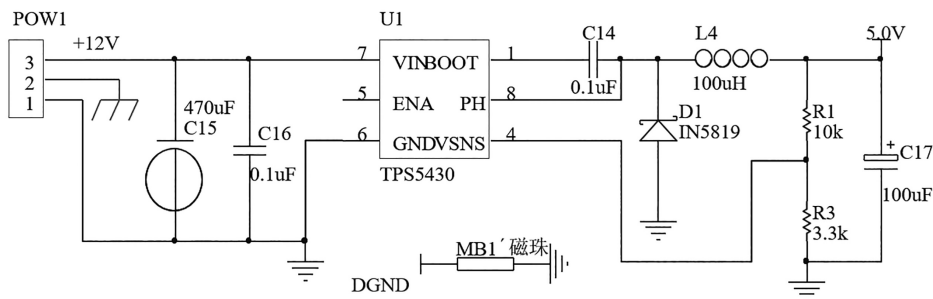 POW1
+12V
3
2
1
470uF
C15
C16
0.1uF
U1
7
VINBOOT
1
5
ENA
PH
8
6
GNDVSNS
4
TPS5430
C14
0.1uF
L4
100uH
5.0V
D1
IN5819
R1
10k
R3
3.3k
+
C17
100uF
MB1′磁珠
DGND